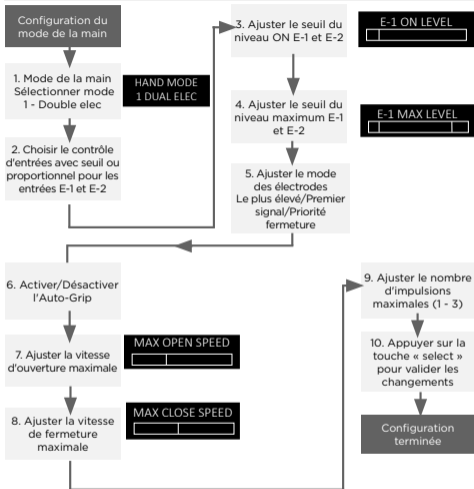 Configuration du
mode de la main
1. Mode de la main
Sélectionner mode
1 - Double elec
HAND MODE
1 DUAL ELEC
2. Choisir le contrôle
d'entrées avec seuil ou
proportionnel pour les
entrées E-1 et E-2
3. Ajuster le seuil du
niveau ON E-1 et E-2
E-1 ON LEVEL
4. Ajuster le seuil du
niveau maximum E-1
et E-2
E-1 MAX LEVEL
5. Ajuster le mode
des électrodes
Le plus élevé/Premier
signal/Priorité
fermeture
6. Activer/Désactiver
l'Auto-Grip
7. Ajuster la vitesse
d'ouverture maximale
MAX OPEN SPEED
8. Ajuster la vitesse
de fermeture
maximale
MAX CLOSE SPEED
9. Ajuster le nombre
d'impulsions
maximales (1 - 3)
10. Appuyer sur la
touche « select »
pour valider les
changements
Configuration
terminée